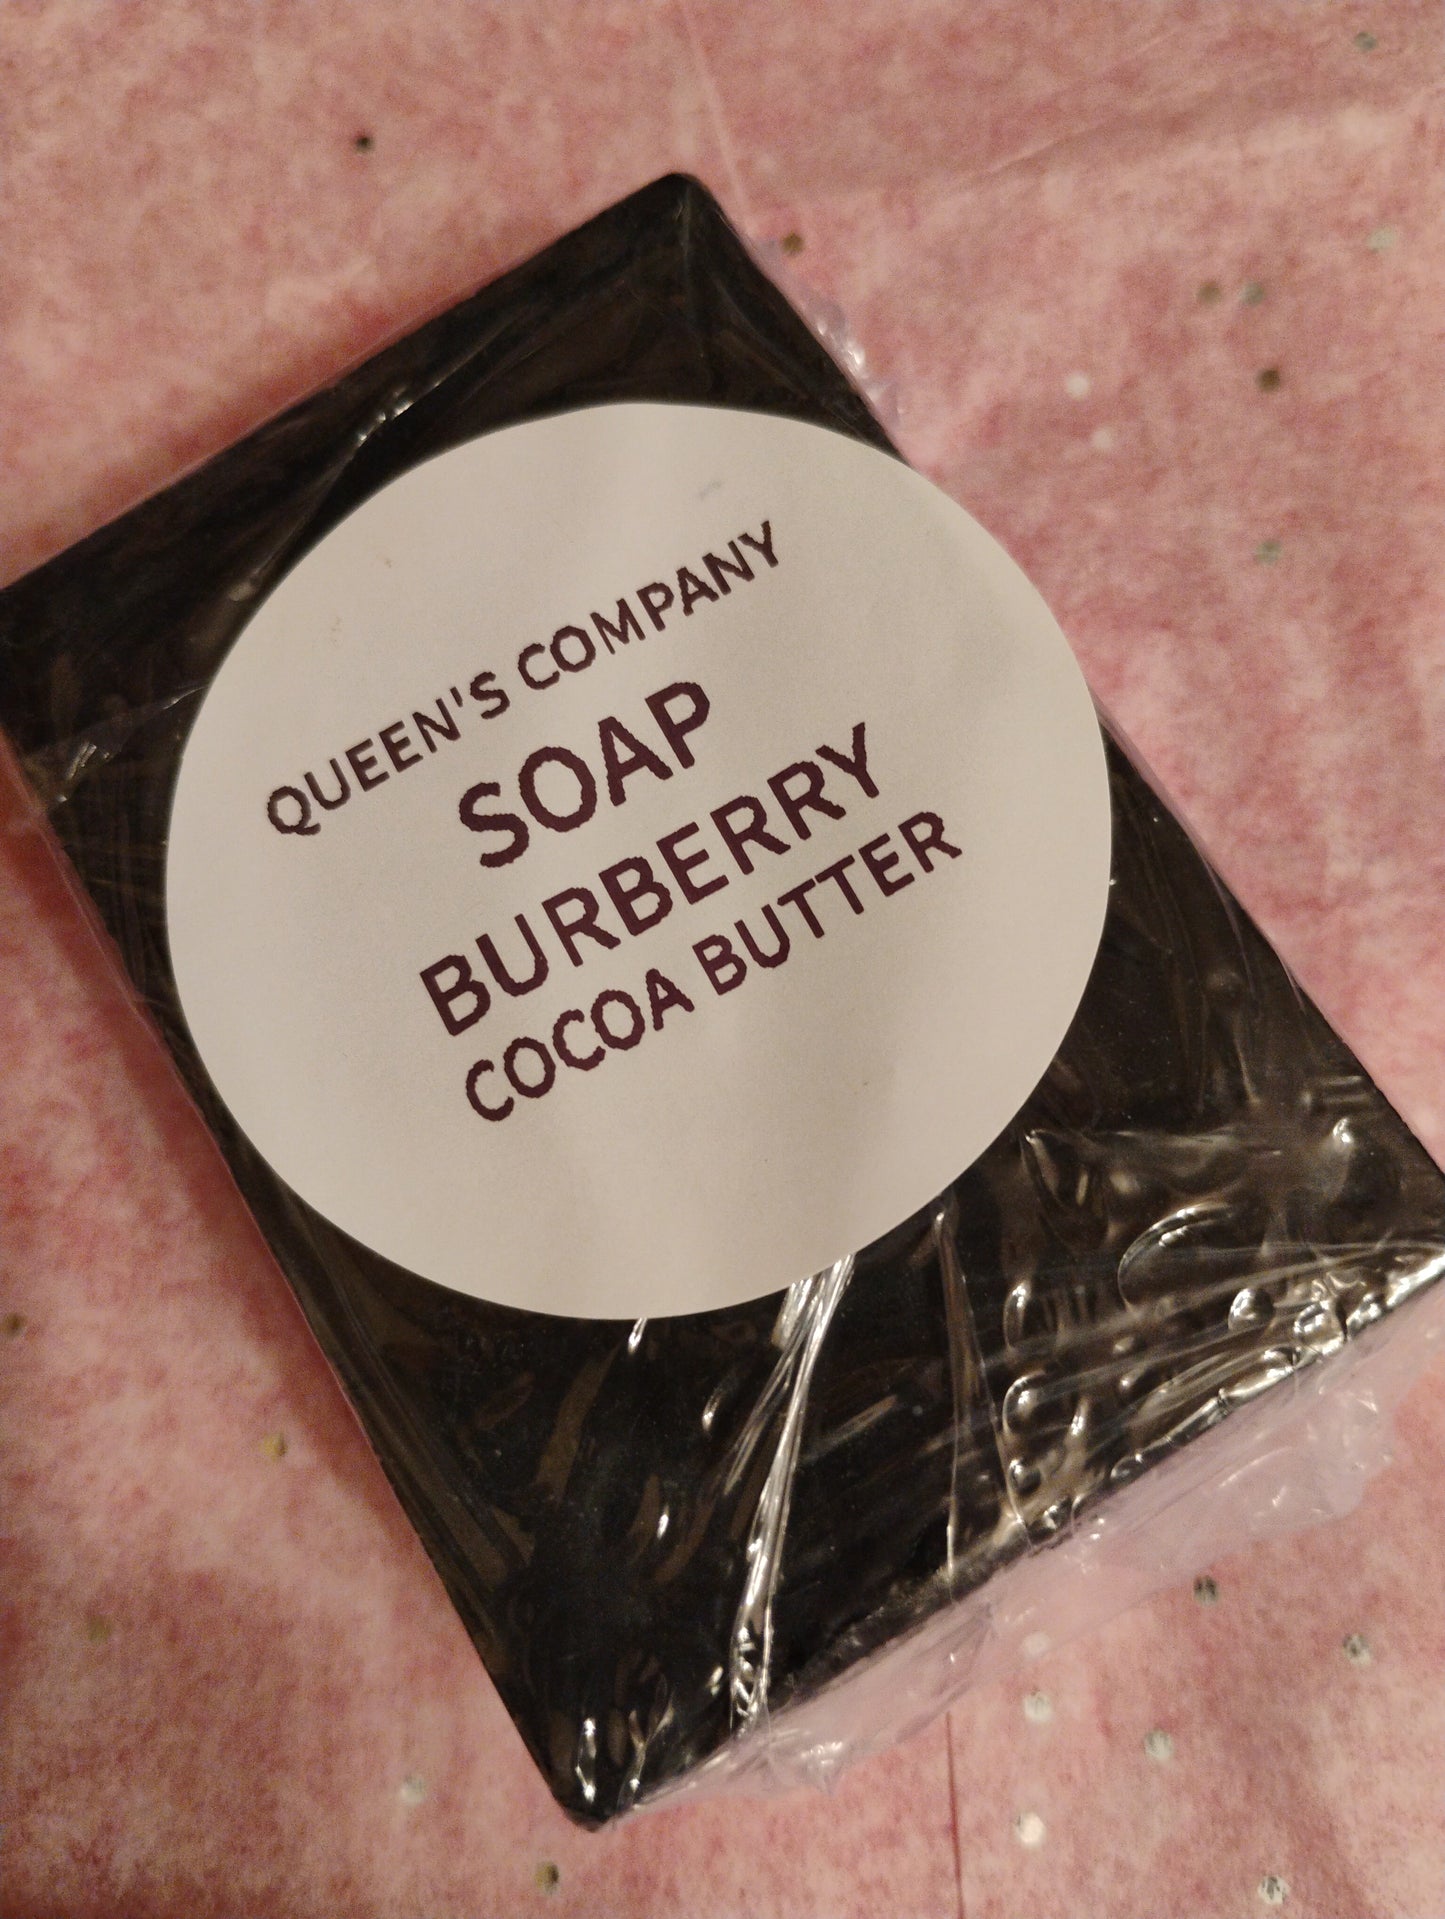 QUEEN'S COMPANY
SOAP
BURBERRY
COCOA BUTTER